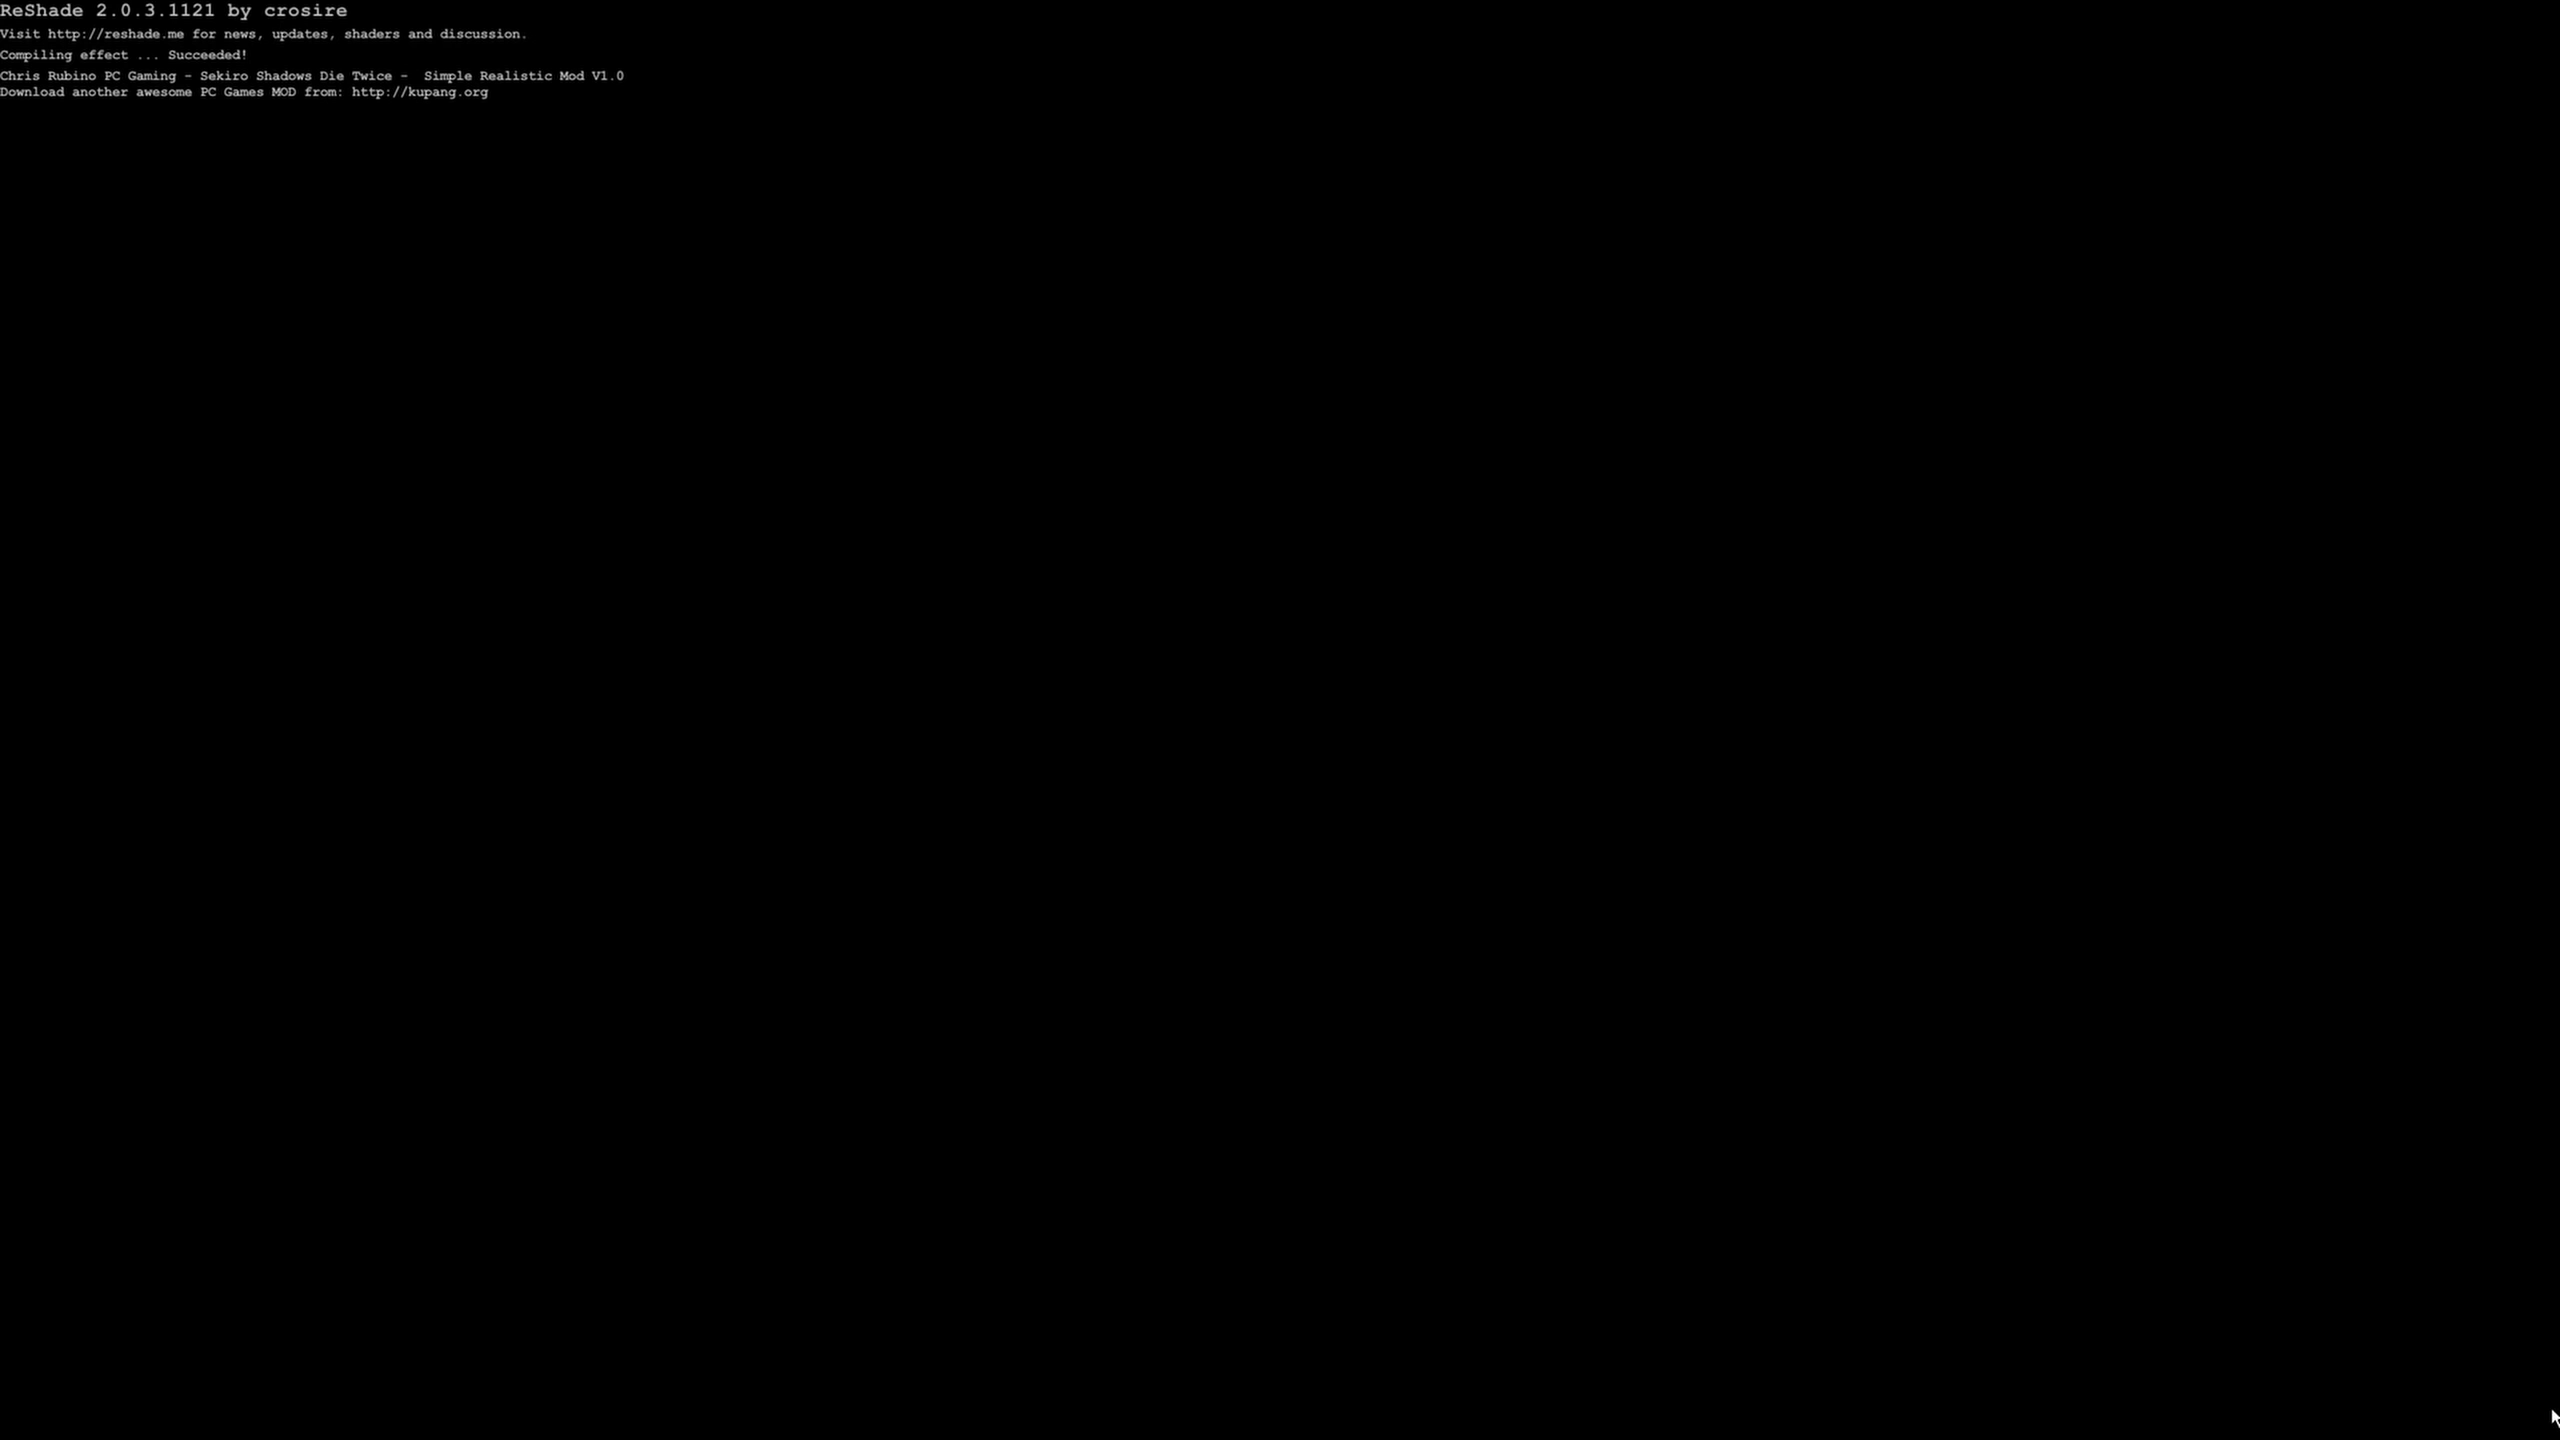 ReShade 2.0.3.1121 by crosire
Visit http://reshade.me for news, updates, shaders and discussion.
Compiling effect ... Succeeded!
Chris Rubino PC Gaming - Sekiro Shadows Die Twice -  Simple Realistic Mod V1.0
Download another awesome PC Games MOD from: http://kupang.org